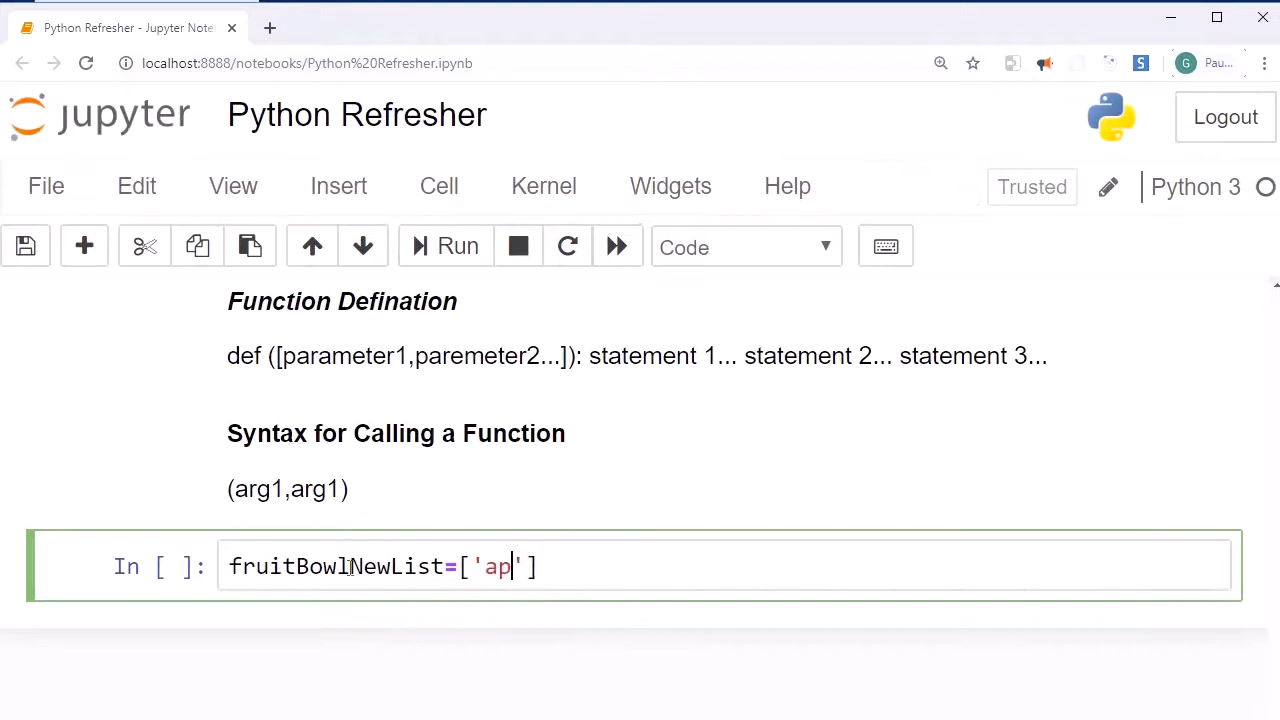 Python Refresher - Jupyter Note
localhost:8888/notebooks/Python%20Refresher.ipynb
S
G
Pau...
jupyter
Python Refresher
Logout
File
Edit
View
Insert
Cell
Kernel
Widgets
Help
Trusted
Python 3
Run
Code
Function Defination
def ([parameter1,paremeter2...]): statement 1... statement 2... statement 3...
Syntax for Calling a Function
(arg1,arg1)
In [ ]: fruitBowlNewList=['ap']